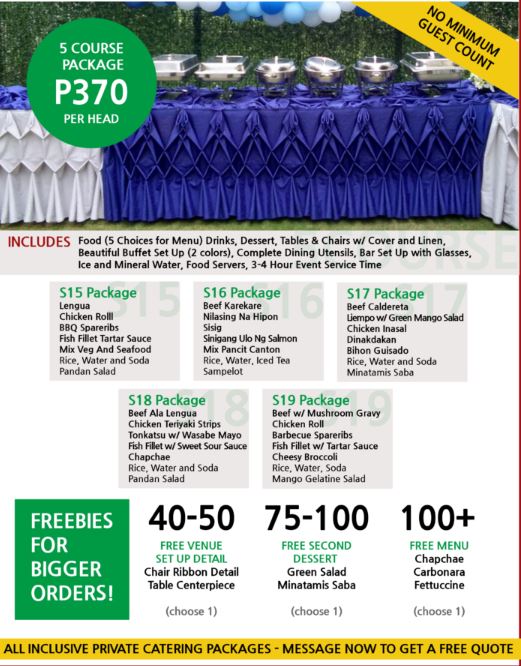 NO MINIMUM
GUEST COUNT
5 COURSE
PACKAGE
P370
PER HEAD
INCLUDES Food (5 Choices for Menu) Drinks, Dessert, Tables & Chairs w/ Cover and Linen,
Beautiful Buffet Set Up (2 colors), Complete Dining Utensils, Bar Set Up with Glasses,
Ice and Mineral Water, Food Servers, 3-4 Hour Event Service Time
S15 Package
Lengua
Chicken Rolll
BBQ Spareribs
Fish Fillet Tartar Sauce
Mix Veg And Seafood
Rice, Water and Soda
Pandan Salad
S16 Package
Beef Karekare
Nilasing Na Hipon
Sisig
Sinigang Ulo Ng Salmon
Mix Pancit Canton
Rice, Water, Iced Tea
Sampelot
S17 Package
Beef Caldereta
Liempo w/ Green Mango Salad
Chicken Inasal
Dinakdakan
Bihon Guisado
Rice, Water and Soda
Minatamis Saba
S18 Package
Beef Ala Lengua
Chicken Teriyaki Strips
Tonkatsu w/ Wasabe Mayo
Fish Fillet w/ Sweet Sour Sauce
Chapchae
Rice, Water and Soda
Pandan Salad
S19 Package
Beef w/ Mushroom Gravy
Chicken Roll
Barbecue Spareribs
Fish Fillet w/ Tartar Sauce
Cheesy Broccoli
Rice, Water, Soda
Mango Gelatine Salad
FREEBIES
FOR
BIGGER
ORDERS!
40-50
FREE VENUE
SET UP DETAIL
Chair Ribbon Detail
Table Centerpiece
(choose 1)
75-100
FREE SECOND
DESSERT
Green Salad
Minatamis Saba
(choose 1)
100+
FREE MENU
Chapchae
Carbonara
Fettuccine
(choose 1)
ALL INCLUSIVE PRIVATE CATERING PACKAGES - MESSAGE NOW TO GET A FREE QUOTE